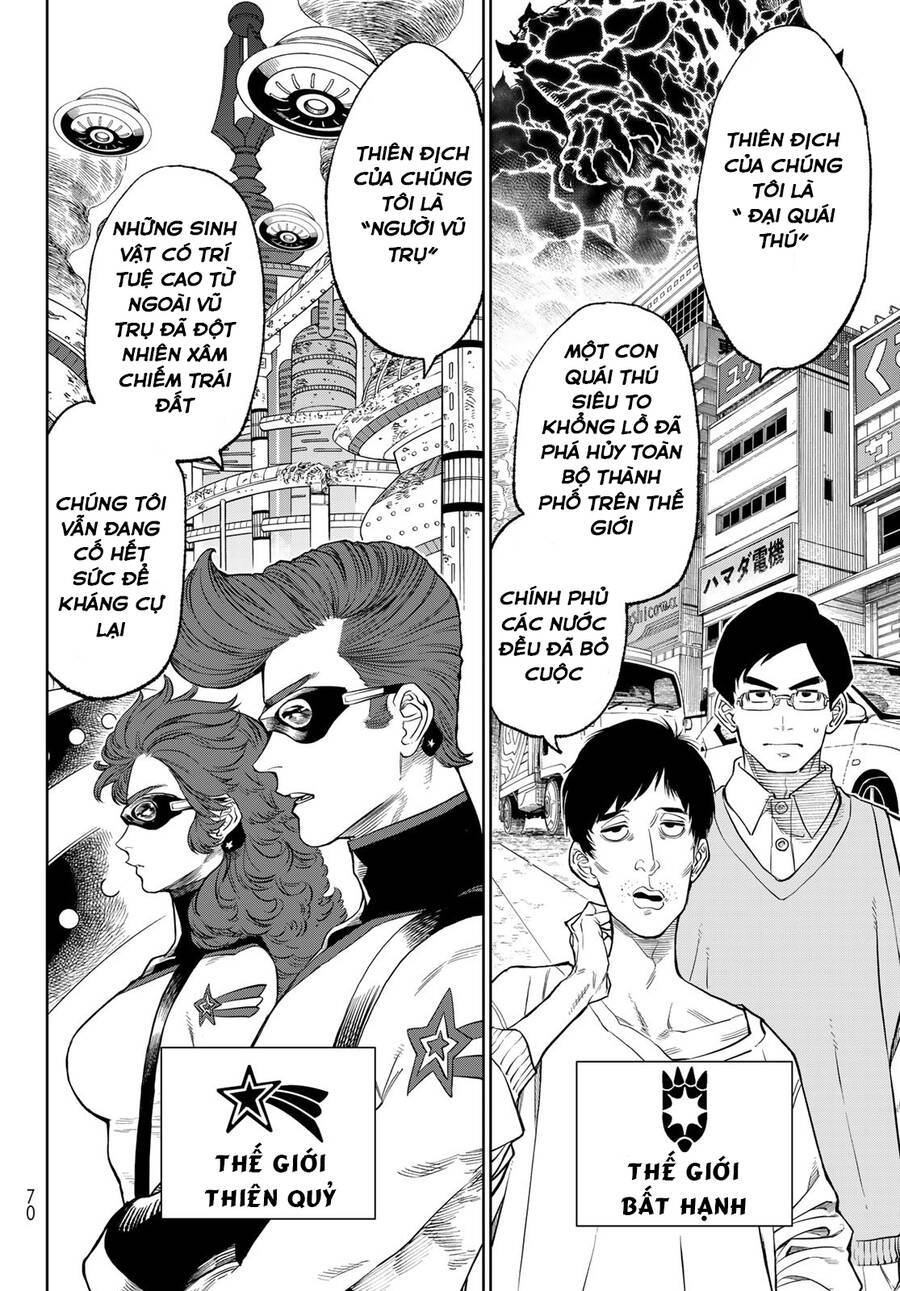 THIÊN ĐỊCH
CỦA CHÚNG
TÔI LÀ
“ ĐẠI QUÁI
THÚ”
MỘT CON
QUÁI THÚ
SIÊU TO
KHỔNG LỒ ĐÃ
PHÁ HỦY TOÀN
BỘ THÀNH
PHỐ TRÊN THẾ
GIỚI
CHÍNH PHỦ
CÁC NƯỚC
ĐỀU ĐÃ BỎ
CUỘC
ハマダ電機
THẾ GIỚI
BẤT HẠNH
THIÊN ĐỊCH
CỦA CHÚNG
TÔI LÀ
“NGƯỜI VŨ
TRỤ”
NHỮNG SINH
VẬT CÓ TRÍ
TUỆ CAO TỪ
NGOÀI VŨ
TRỤ ĐÃ ĐỘT
NHIÊN XÂM
CHIẾM TRÁI
ĐẤT
CHÚNG TÔI
VẪN ĐANG
CỐ HẾT
SỨC ĐỂ
KHÁNG CỰ
LẠI
THẾ GIỚI
THIÊN QUỶ
70